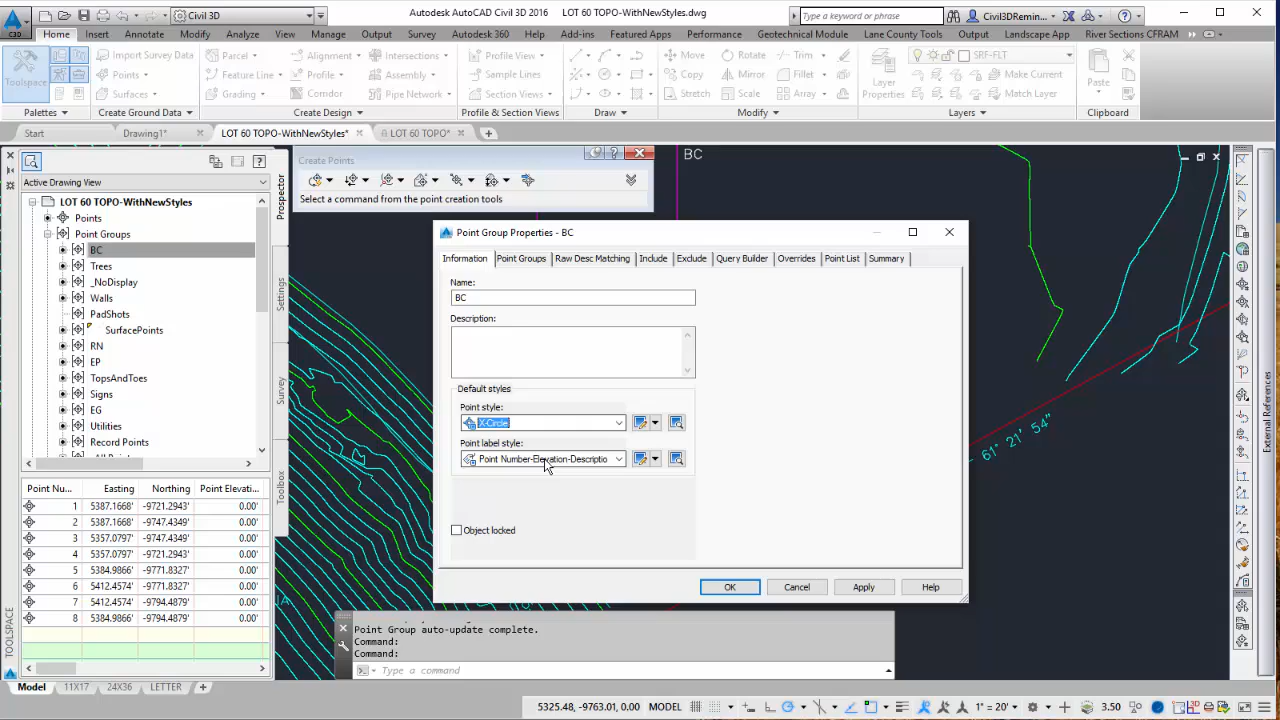 C3D
Civil 3D
Autodesk AutoCAD Civil 3D 2016 LOT 60 TOPO-WithNewStyles.dwg
Type a keyword or phrase
Civil3DRemin...
Home Insert Annotate Modify Analyze View Manage Output Survey Autodesk 360 Help Add-ins Featured Apps Performance Geotechnical Module Lane County Tools Output Landscape App River Sections CFRAM
Toolspace
Import Survey Data
Points
Surfaces
Parcel
Feature Line
Grading
Alignment
Profile
Corridor
Intersections
Assembly
Pipe Network
Profile View
Sample Lines
Section Views
Move
Copy
Stretch
Rotate
Mirror
Scale
Trim
Fillet
Array
Layer
Properties
SRF-FLT
Make Current
Match Layer
Paste
Palettes
Create Ground Data
Create Design
Profile & Section Views
Draw
Modify
Layers
Clipboard
Start Drawing1* LOT 60 TOPO-WithNewStyles* LOT 60 TOPO*
Active Drawing View
LOT 60 TOPO-WithNewStyles
Points
Point Groups
BC
Trees
_NoDisplay
Walls
PadShots
SurfacePoints
RN
EP
TopsAndToes
Signs
EG
Utilities
Record Points
Prospector
Settings
Survey
Toolbox
TOOLSPACE
Point Nu... Easting Northing Point Elevati
1 5387.1668' -9721.2943' 0.00'
2 5387.1668' -9747.4349' 0.00'
3 5357.0797' -9747.4349' 0.00'
4 5357.0797' -9721.2943' 0.00'
5 5384.9866' -9771.8327' 0.00'
6 5412.4574' -9771.8327' 0.00'
7 5412.4574' -9794.4879' 0.00'
8 5384.9866' -9794.4879' 0.00'
Create Points
Select a command from the point creation tools
BC
61° 21' 54"
Point Group Properties - BC
Information Point Groups Raw Desc Matching Include Exclude Query Builder Overrides Point List Summary
Name:
BC
Description:
Default styles
Point style:
X-Circle
Point label style:
Point Number-Elevation-Descriptio
Object locked
OK Cancel Apply Help
Point Group auto-update complete.
Command:
Command:
Type a command
External References
Model 11X17 24X36 LETTER
5325.48, -9763.01, 0.00 MODEL 1" = 20' 3.50